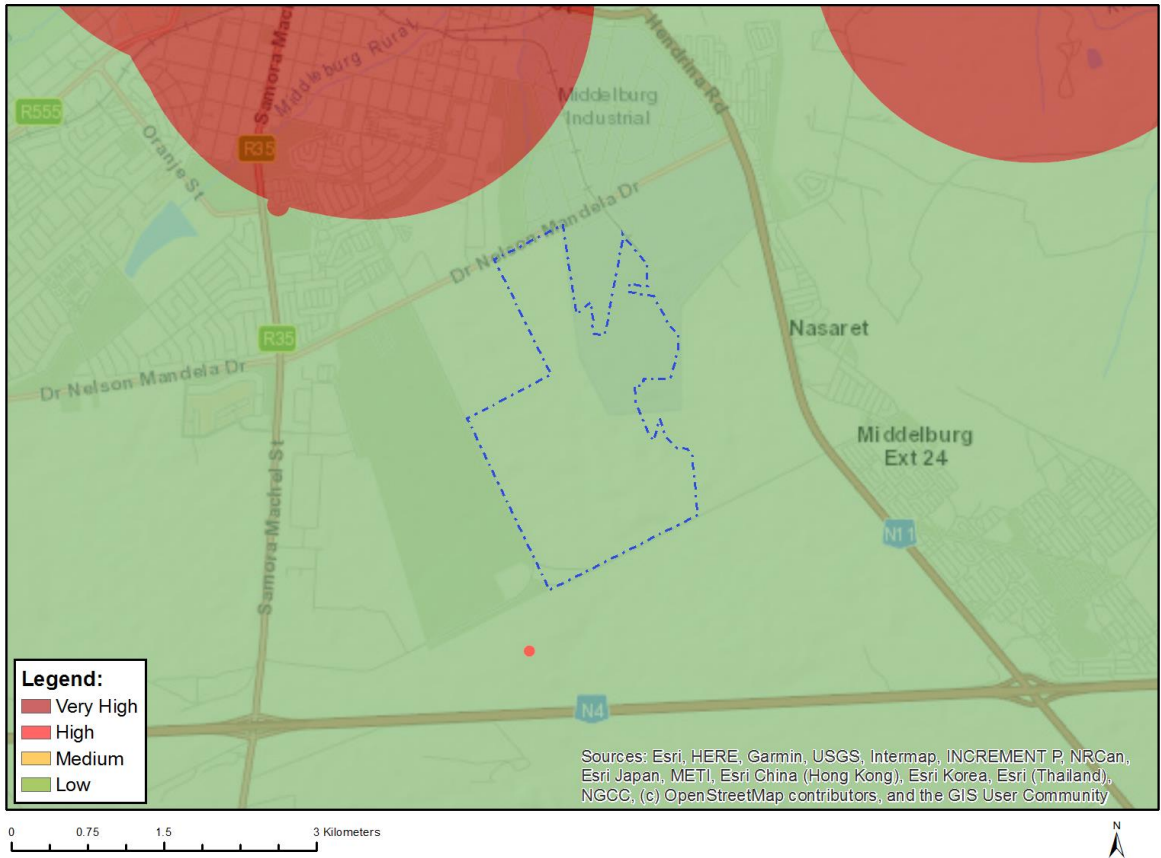 Samora Mach
Middleburg Rural
Hendrina Rd
R555
Middelburg
Industrial
Oranje St
R35
Dr Nelson Mandela Dr
R35
Nasaret
Dr Nelson Mandela Dr
Middelburg
Ext 24
Samora Machel St
N11
N4
Legend:
Very High
High
Medium
Low
Sources: Esri, HERE, Garmin, USGS, Intermap, INCREMENT P, NRCan,
Esri Japan, METI, Esri China (Hong Kong), Esri Korea, Esri (Thailand),
NGCC, (c) OpenStreetMap contributors, and the GIS User Community
0 0.75 1.5 3 Kilometers
N